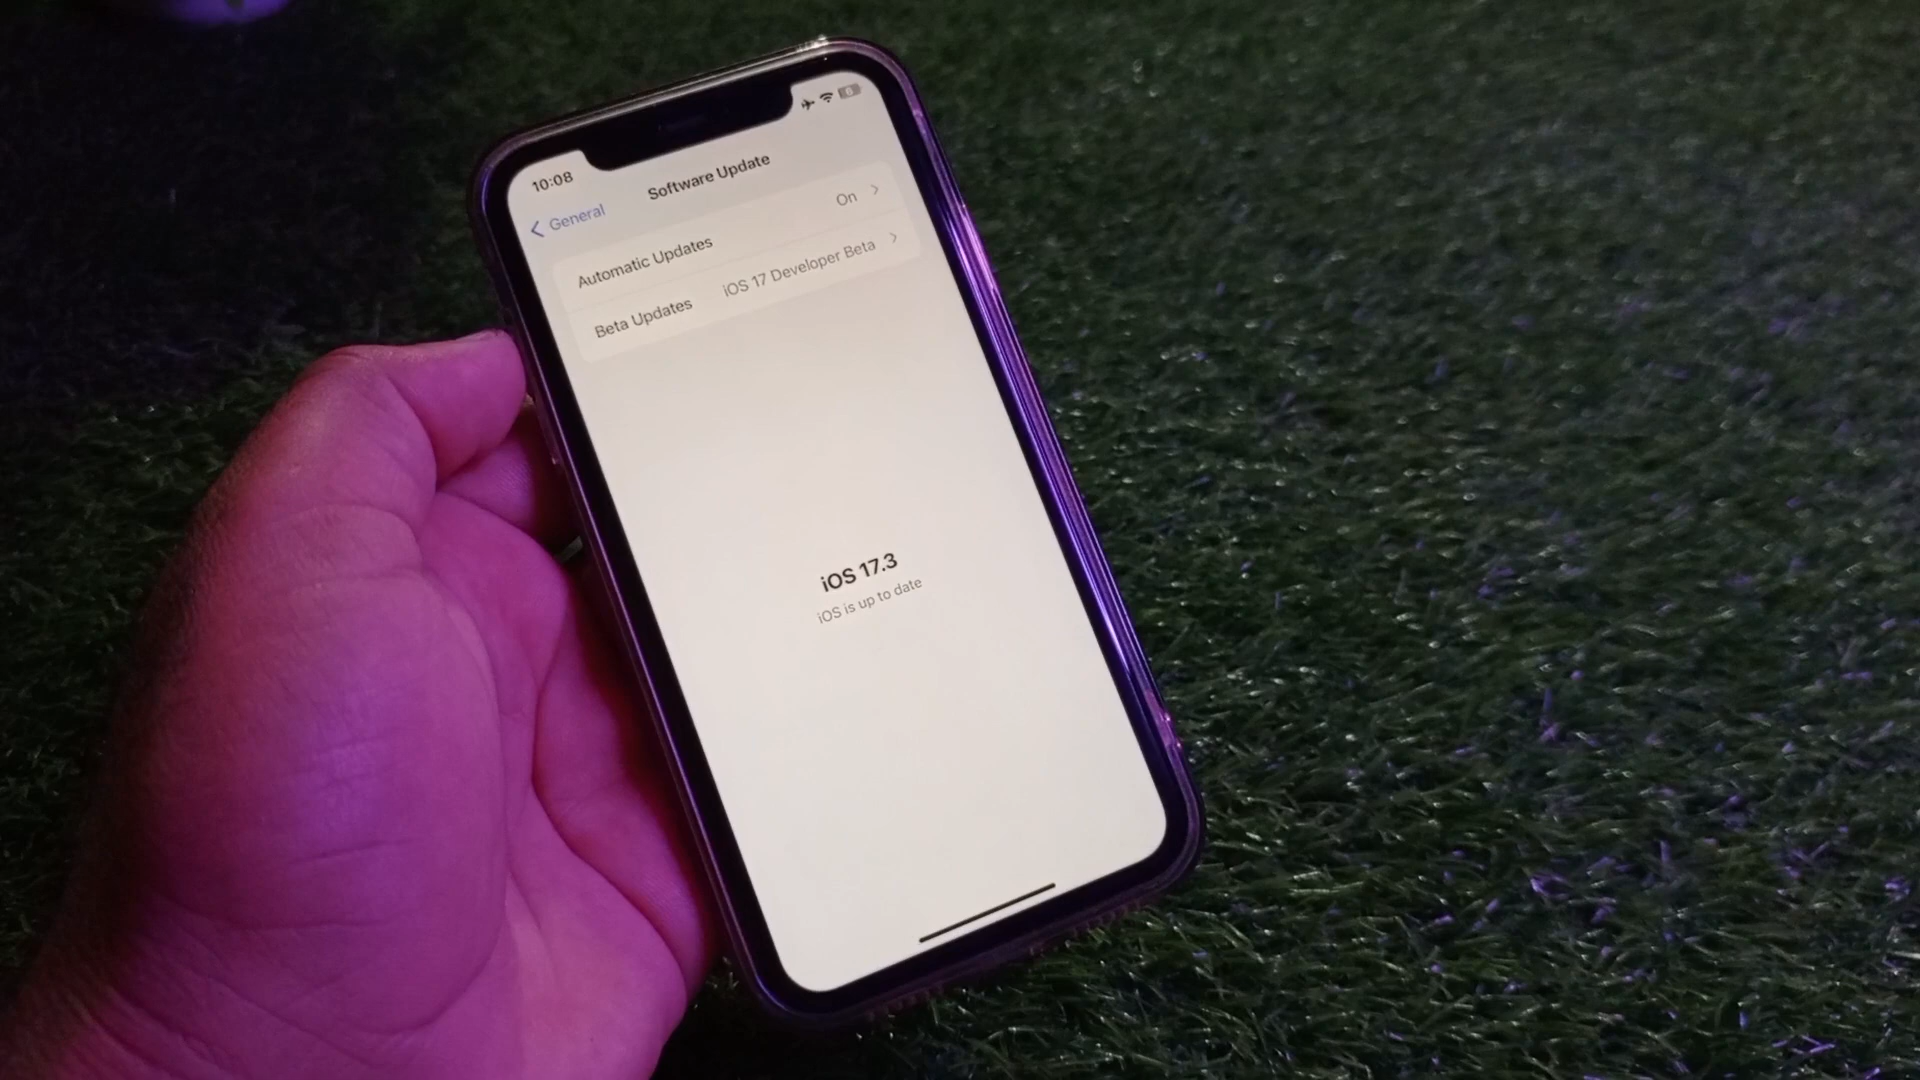 10:08
6
General
Software Update
Automatic Updates On
Beta Updates iOS 17 Developer Beta
iOS 17.3
iOS is up to date